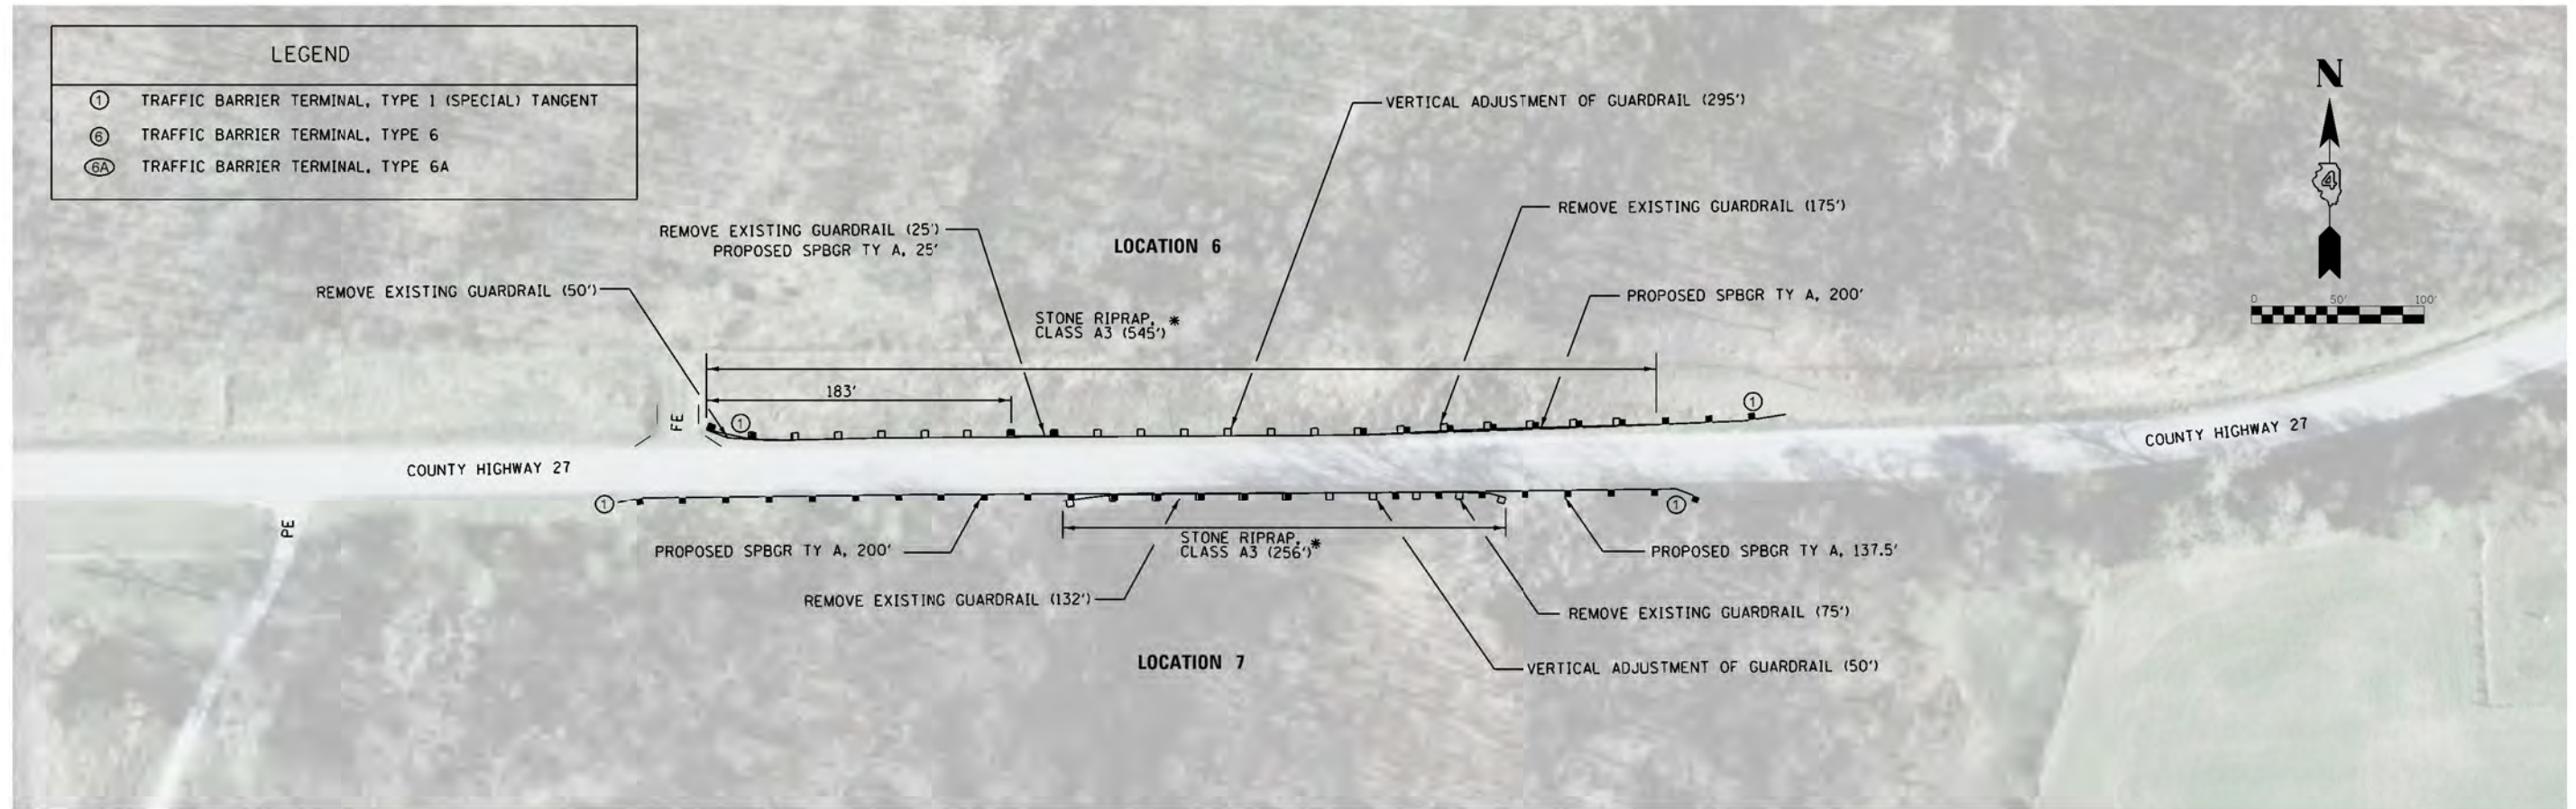 LEGEND
① TRAFFIC BARRIER TERMINAL, TYPE 1 (SPECIAL) TANGENT
⑥ TRAFFIC BARRIER TERMINAL, TYPE 6
6A TRAFFIC BARRIER TERMINAL, TYPE 6A
N
4
0 50' 100'
VERTICAL ADJUSTMENT OF GUARDRAIL (295')
REMOVE EXISTING GUARDRAIL (175')
REMOVE EXISTING GUARDRAIL (25')
PROPOSED SPBGR TY A, 25'
LOCATION 6
REMOVE EXISTING GUARDRAIL (50')
PROPOSED SPBGR TY A, 200'
STONE RIPRAP, *
CLASS A3 (545')
183'
FE
①
①
COUNTY HIGHWAY 27
COUNTY HIGHWAY 27
PE
①
①
STONE RIPRAP, *
CLASS A3 (256')
PROPOSED SPBGR TY A, 200'
PROPOSED SPBGR TY A, 137.5'
REMOVE EXISTING GUARDRAIL (132')
REMOVE EXISTING GUARDRAIL (75')
LOCATION 7
VERTICAL ADJUSTMENT OF GUARDRAIL (50')